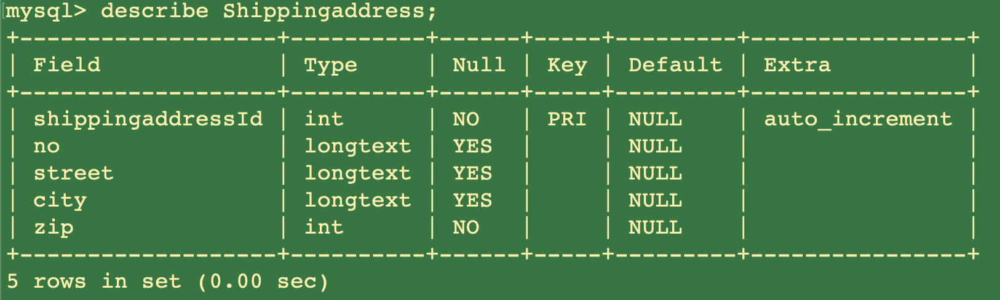 mysql> describe Shippingaddress;
+-------------------+----------+------+-----+---------+----------------+
| Field             | Type     | Null | Key | Default | Extra          |
+-------------------+----------+------+-----+---------+----------------+
| shippingaddressId | int      | NO   | PRI | NULL    | auto_increment |
| no                | longtext | YES  |     | NULL    |                |
| street            | longtext | YES  |     | NULL    |                |
| city              | longtext | YES  |     | NULL    |                |
| zip               | int      | NO   |     | NULL    |                |
+-------------------+----------+------+-----+---------+----------------+
5 rows in set (0.00 sec)